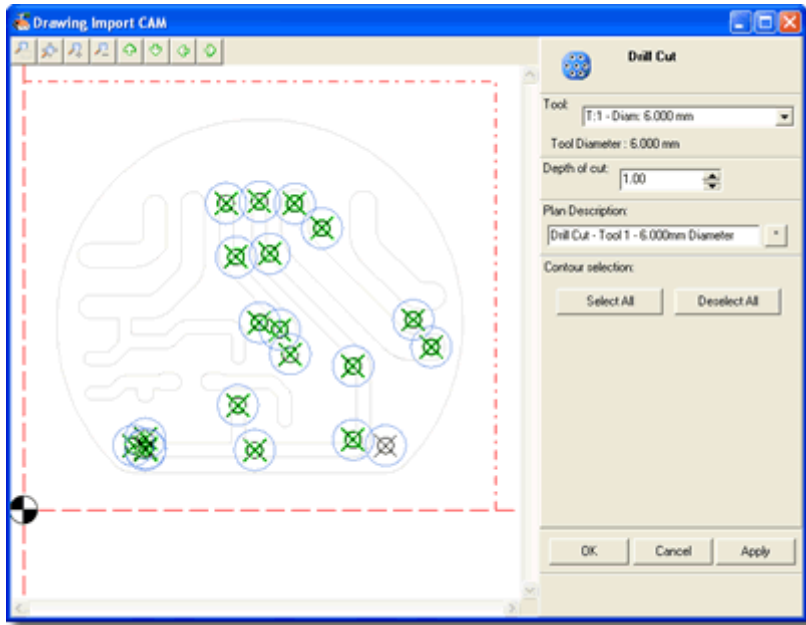 Drawing Import CAM
Drill Cut
Tool:
T:1 - Diam: 6.000 mm
Tool Diameter : 6.000 mm
Depth of cut:
1.00
Plan Description:
Drill Cut - Tool 1 - 6.000mm Diameter
*
Contour selection:
Select All
Deselect All
OK
Cancel
Apply